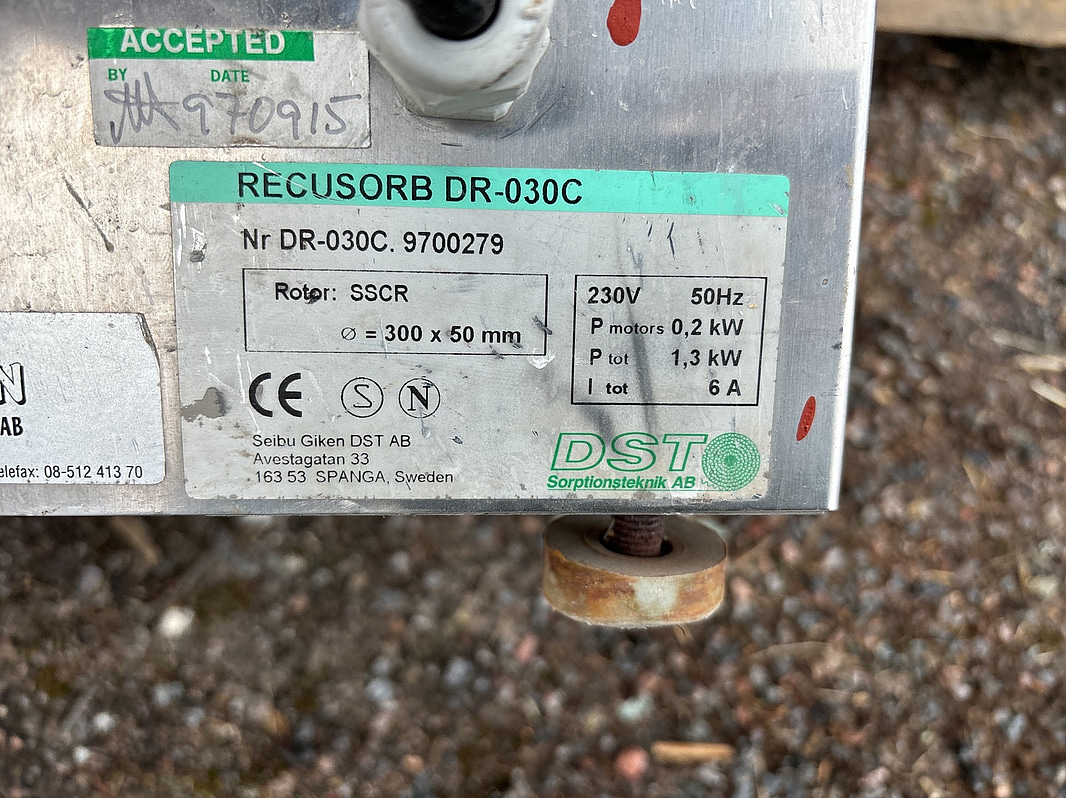 ACCEPTED
BY DATE
970915
RECUSORB DR-030C
Nr DR-030C. 9700279
Rotor: SSCR
∅ = 300 x 50 mm
230V 50Hz
P motors 0,2 kW
P tot 1,3 kW
I tot 6 A
CE S N
Seibu Giken DST AB
Avestagatan 33
163 53 SPANGA, Sweden
DST
Sorptionsteknik AB
N
AB
elefax: 08-512 413 70